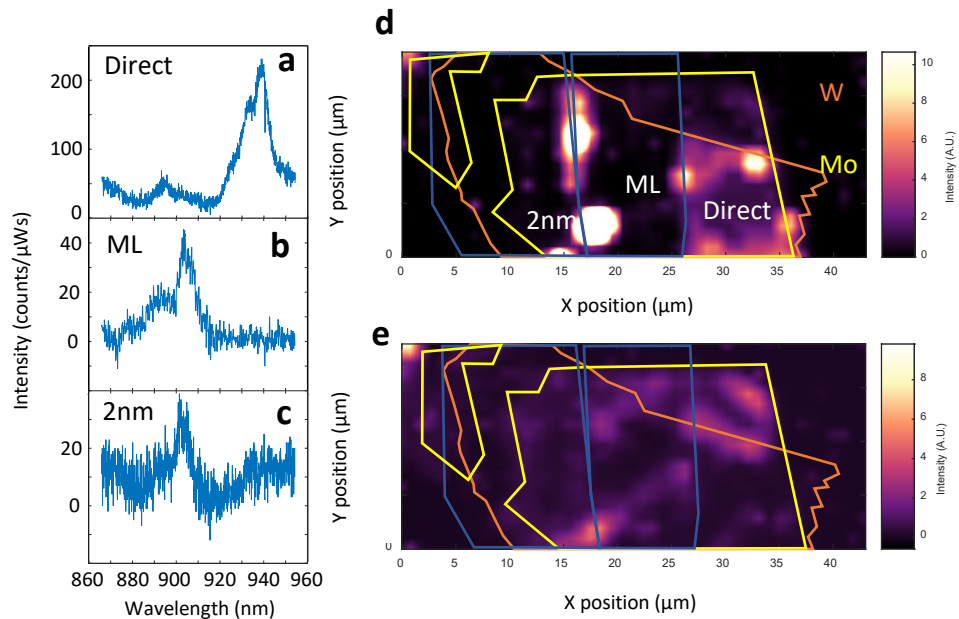 a
Direct
200
100
0
Intensity (counts/μWs)
b
ML
40
20
0
c
2nm
20
0
860 880 900 920 940 960
Wavelength (nm)
d
Y position (μm)
W
Mo
ML
2nm
Direct
0
0 5 10 15 20 25 30 35 40
X position (μm)
10
8
6
4
2
0
Intensity (A.U.)
e
Y position (μm)
0 5 10 15 20 25 30 35 40
X position (μm)
8
6
4
2
0
Intensity (A.U.)